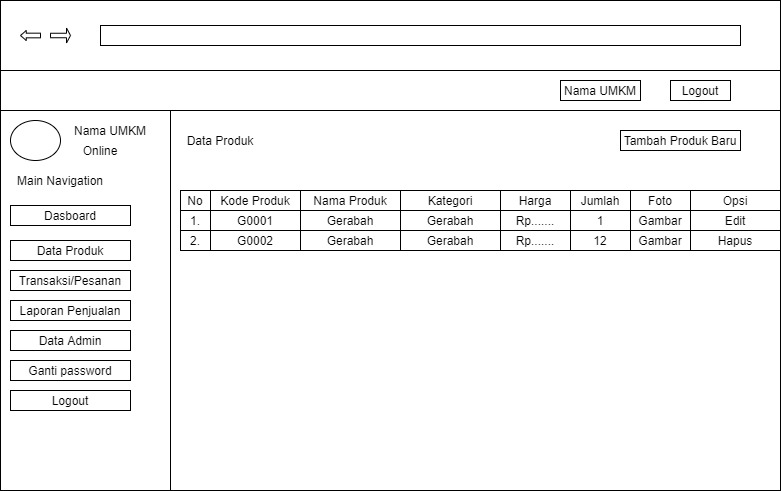 Nama UMKM
Logout
Nama UMKM
Online
Main Navigation
Dasboard
Data Produk
Transaksi/Pesanan
Laporan Penjualan
Data Admin
Ganti password
Logout
Data Produk
Tambah Produk Baru
No Kode Produk Nama Produk Kategori Harga Jumlah Foto Opsi
1. G0001 Gerabah Gerabah Rp....... 1 Gambar Edit
2. G0002 Gerabah Gerabah Rp....... 12 Gambar Hapus